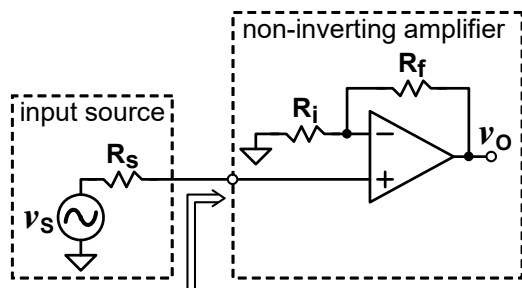 non-inverting amplifier
Rf
input source
Ri
vO
−
Rs
+
vS